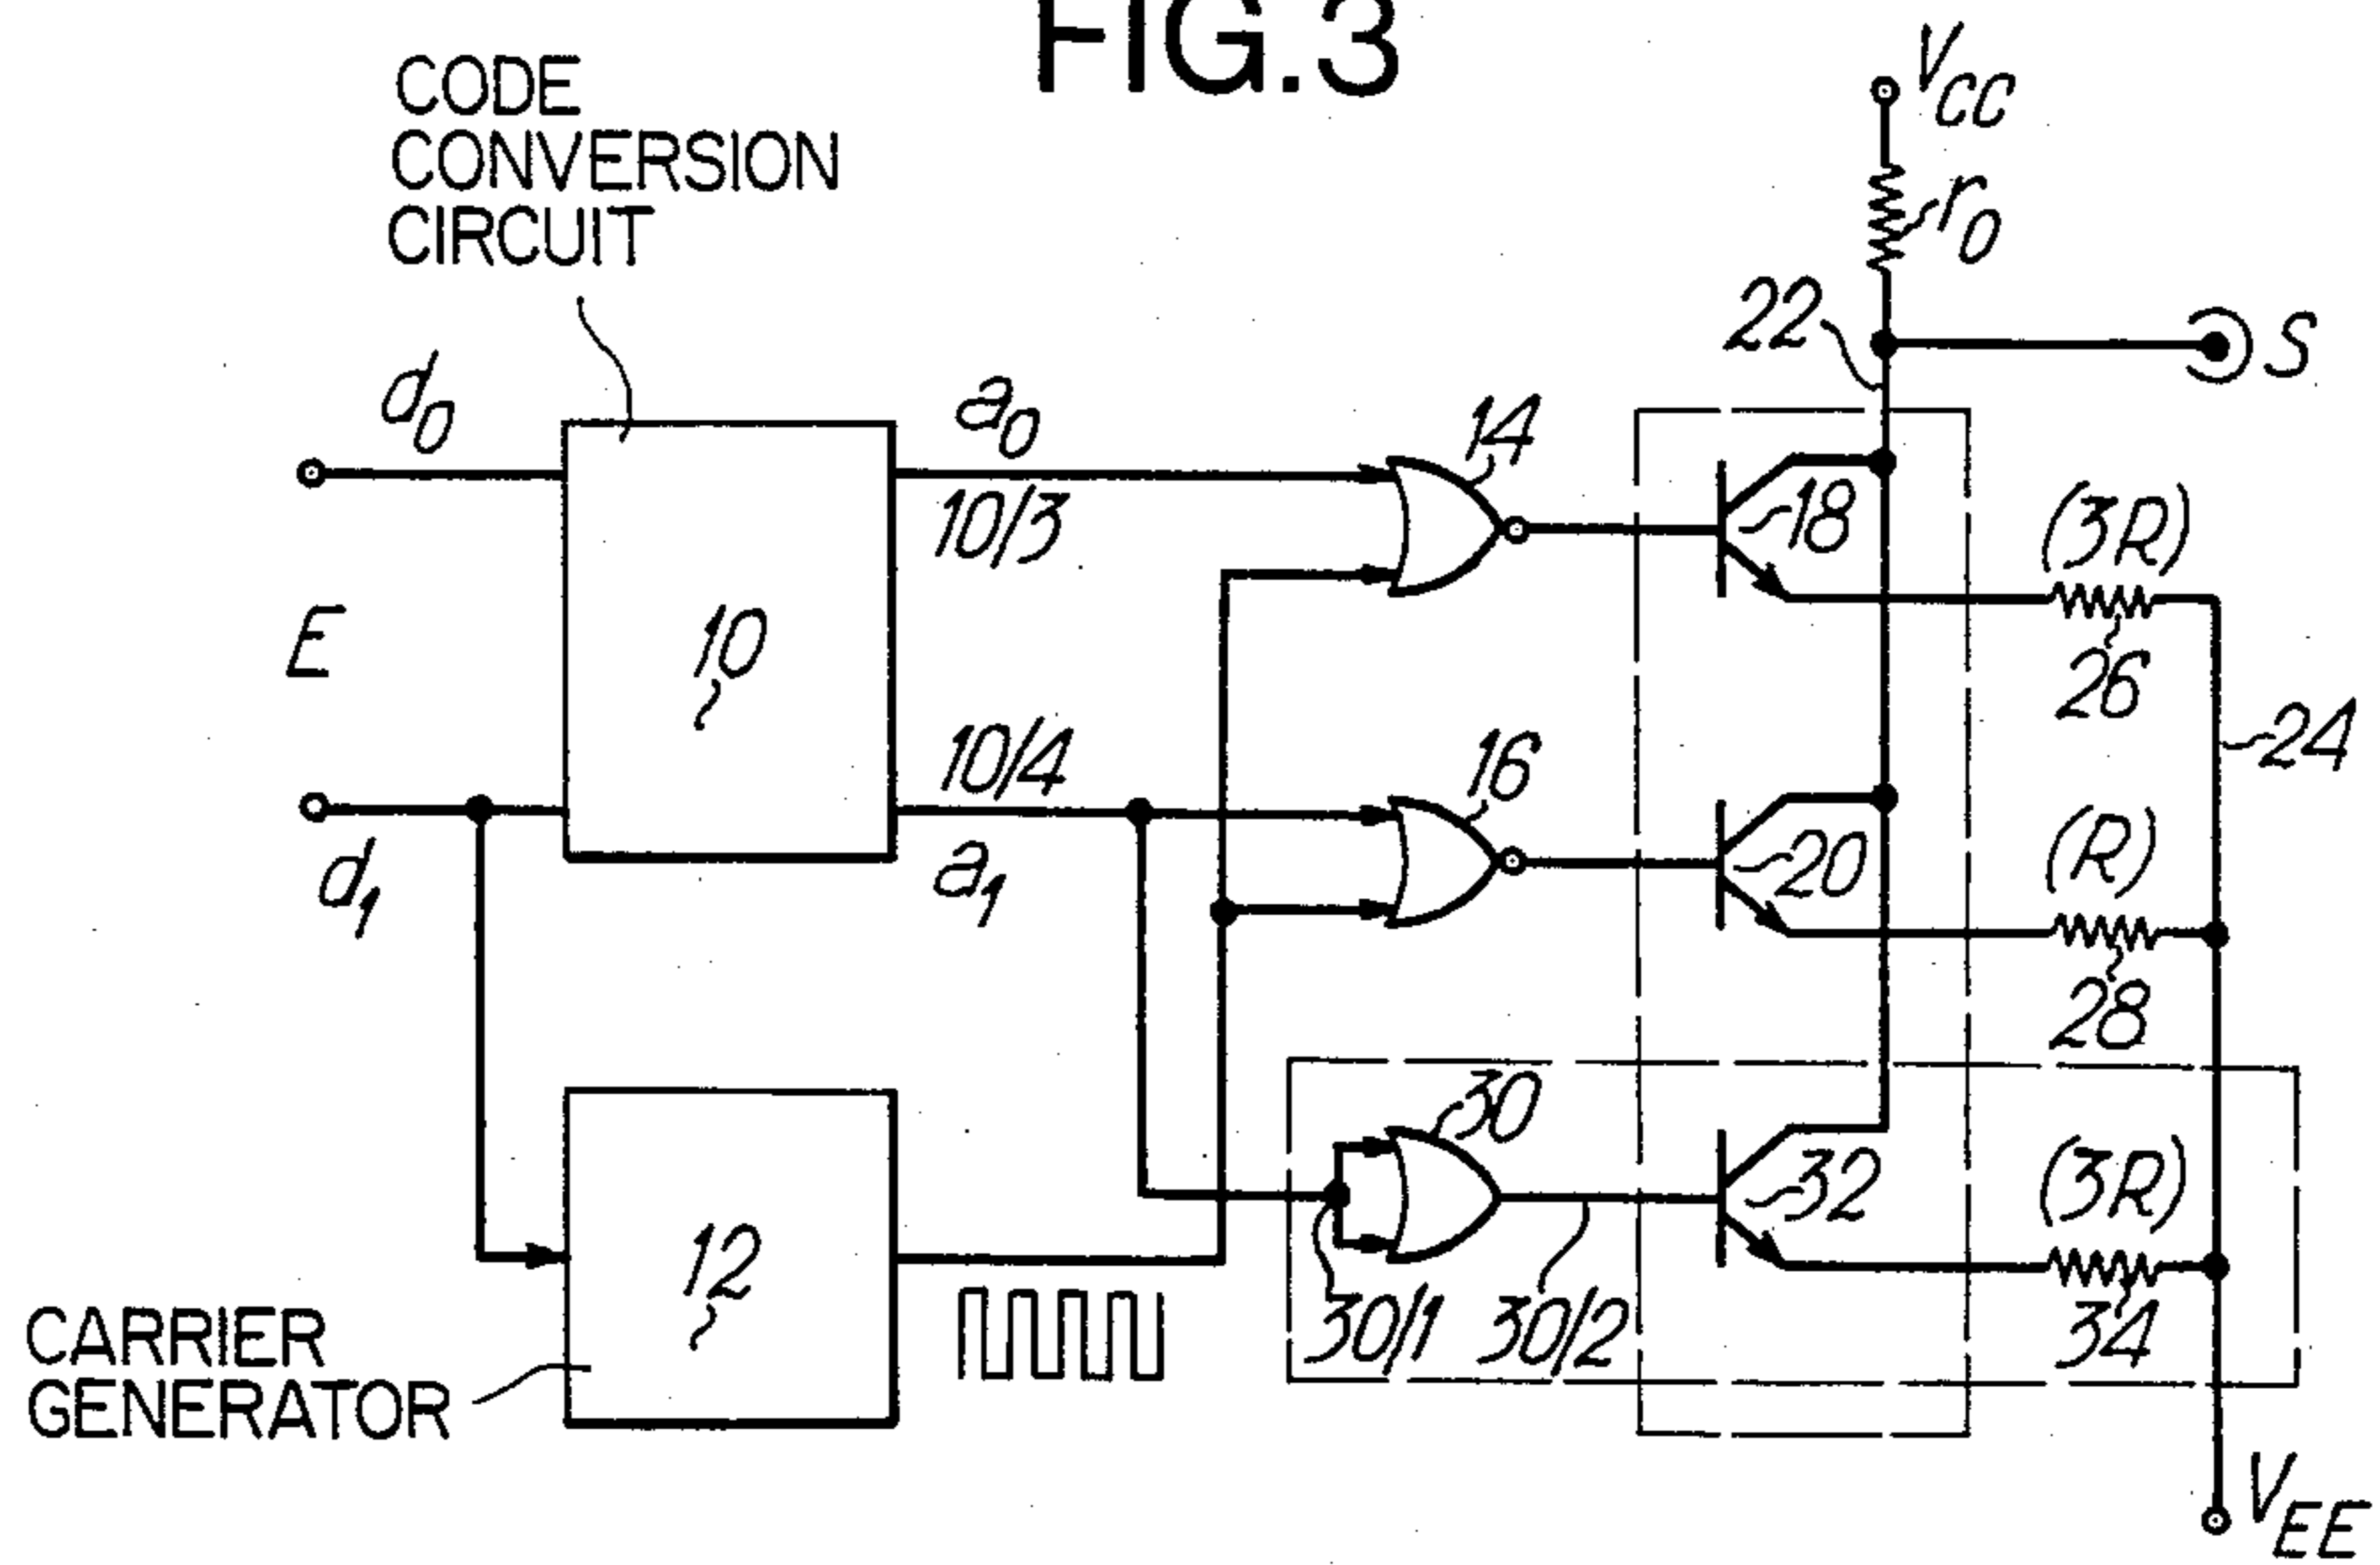 FIG.3
CODE
CONVERSION
CIRCUIT
VCC
r0
22
S
d0
a0
10/3
14
18
(3R)
26
E
10
24
10/4
a1
16
20
(R)
28
d1
30
32
(3R)
34
12
30/1
30/2
CARRIER
GENERATOR
VEE